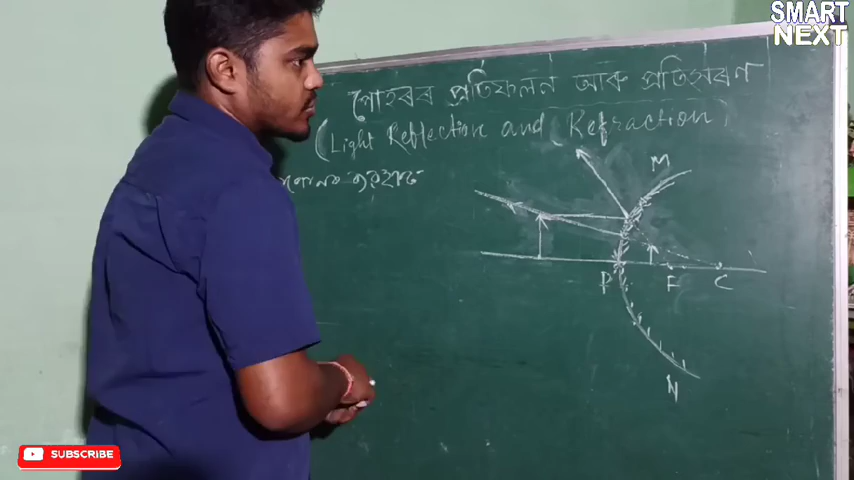 SMART
NEXT
পোহৰৰ প্ৰতিফলন আৰু প্ৰতিসৰণ
(Light Reflection and (Refraction)
M
P F C
N
SUBSCRIBE